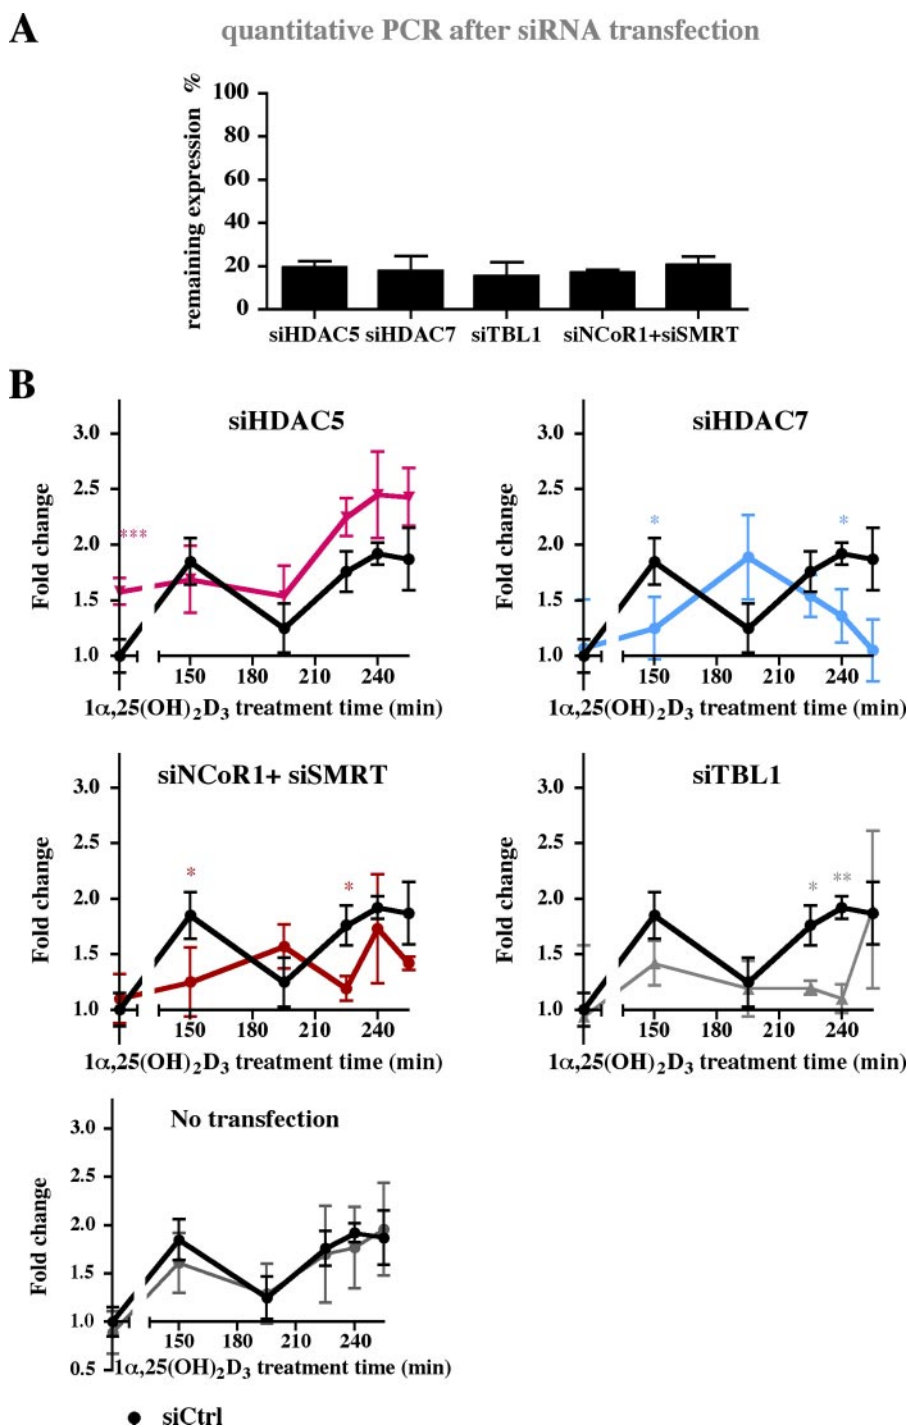 A
quantitative PCR after siRNA transfection
remaining expression %
100
80
60
40
20
0
siHDAC5 siHDAC7 siTBL1 siNCoR1+siSMRT
B
siHDAC5
Fold change
3.0
2.5
2.0
1.5
1.0
***
150 180 210 240
1α,25(OH)2D3 treatment time (min)
siHDAC7
Fold change
3.0
2.5
2.0
1.5
1.0
* *
150 180 210 240
1α,25(OH)2D3 treatment time (min)
siNCoR1+ siSMRT
Fold change
3.0
2.5
2.0
1.5
1.0
* *
150 180 210 240
1α,25(OH)2D3 treatment time (min)
siTBL1
Fold change
3.0
2.5
2.0
1.5
1.0
* **
150 180 210 240
1α,25(OH)2D3 treatment time (min)
No transfection
Fold change
3.0
2.5
2.0
1.5
1.0
0.5
150 180 210 240
1α,25(OH)2D3 treatment time (min)
siCtrl